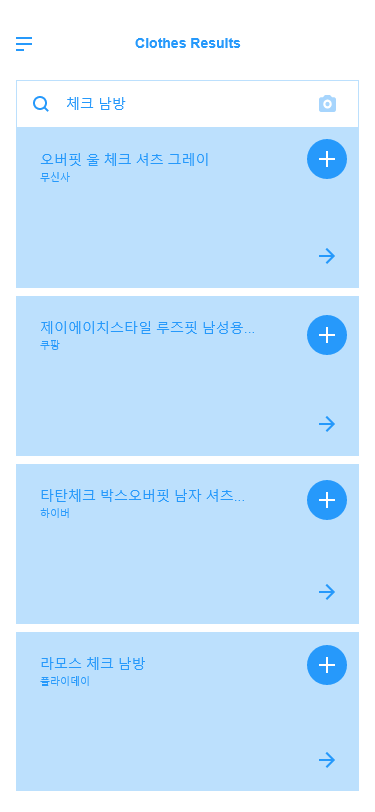 Clothes Results
체크 남방
오버핏 울 체크 셔츠 그레이
무신사
제이에이치스타일 루즈핏 남성용...
쿠팡
타탄체크 박스오버핏 남자 셔츠...
하이버
라모스 체크 남방
플라이데이